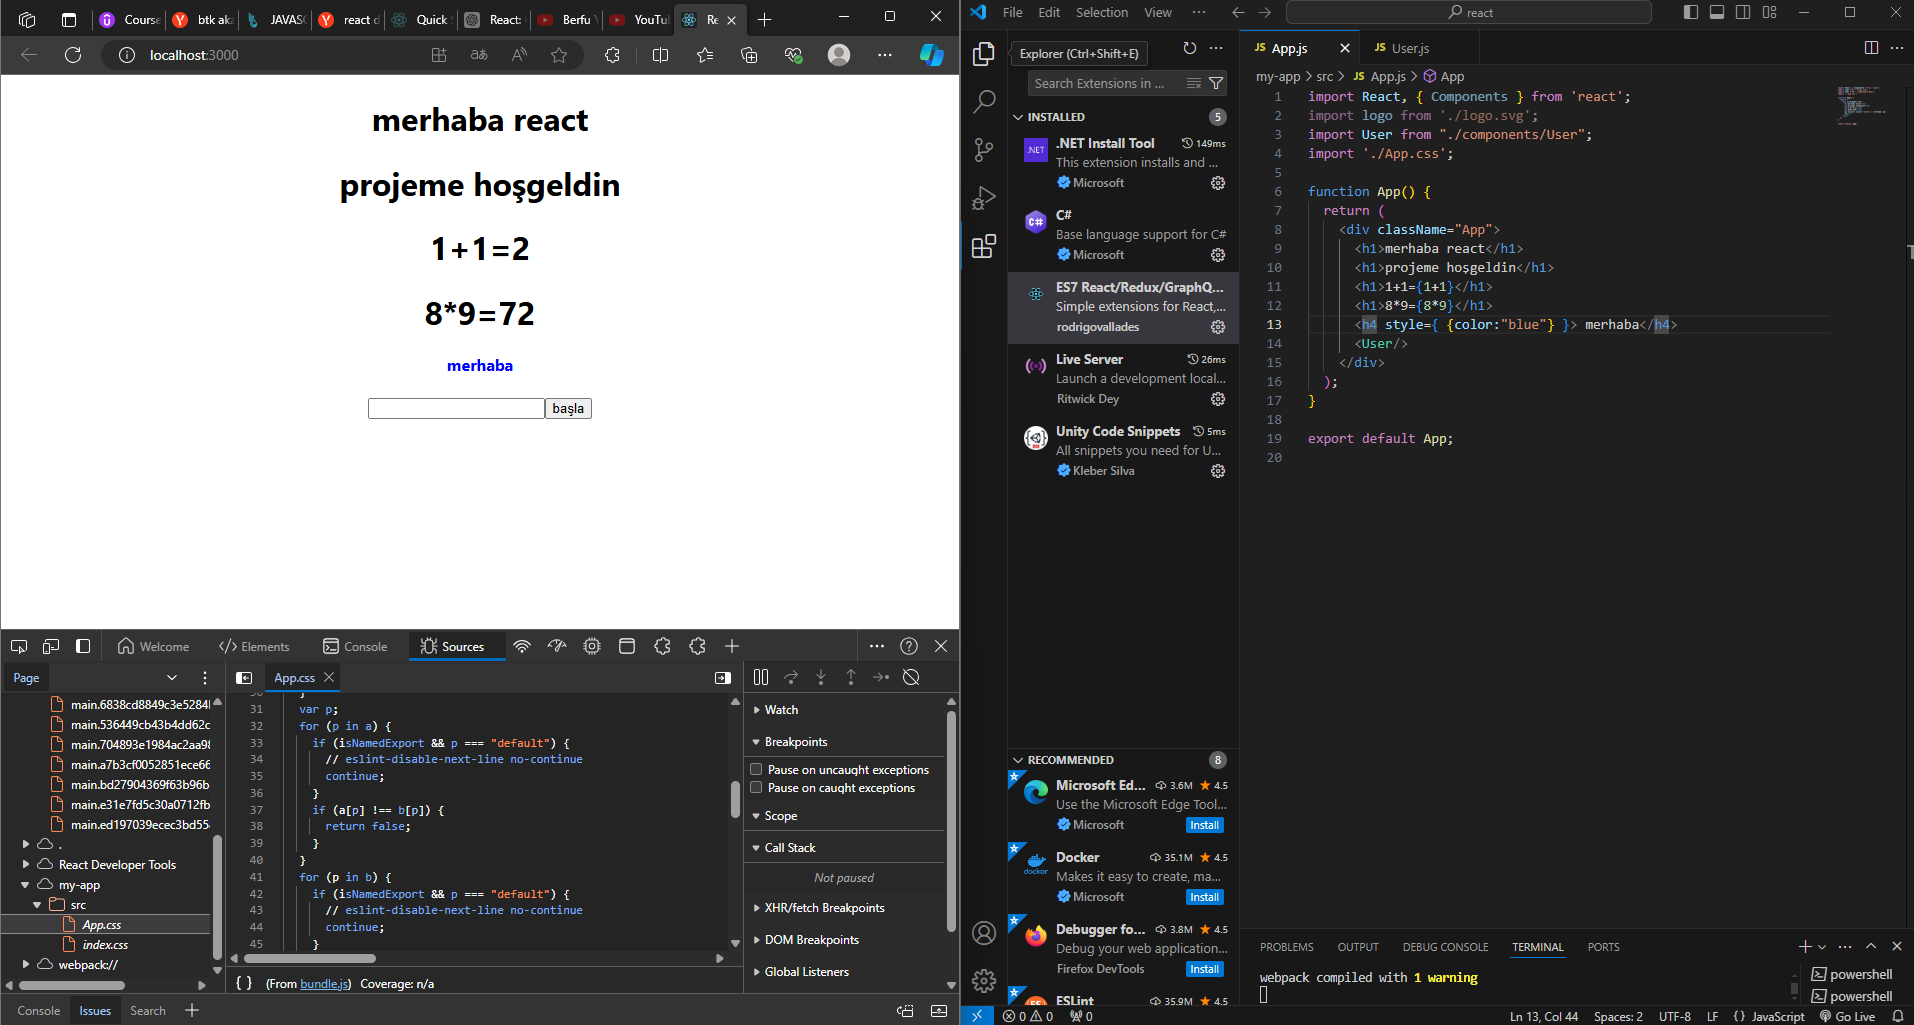 Course
btk aka
JAVASC
react d
Quick
React:
Berfu
YouTu
Re
localhost:3000
merhaba react
projeme hoşgeldin
1+1=2
8*9=72
merhaba
başla
Welcome
Elements
Console
Sources
Page
App.css
main.6838cd8849c3e5284
main.536449cb43b4dd62c
main.704893e1984ac2aa98
main.a7b3cf0052851ece66
main.bd27904369f63b96b
main.e31e7fd5c30a0712fb
main.ed197039ecec3bd55
.
React Developer Tools
my-app
src
App.css
index.css
webpack://
31 var p;
32 for (p in a) {
33 if (isNamedExport && p === "default") {
34 // eslint-disable-next-line no-continue
35 continue;
36 }
37 if (a[p] !== b[p]) {
38 return false;
39 }
40 }
41 for (p in b) {
42 if (isNamedExport && p === "default") {
43 // eslint-disable-next-line no-continue
44 continue;
45 }
{ } (From bundle.js) Coverage: n/a
Watch
Breakpoints
Pause on uncaught exceptions
Pause on caught exceptions
Scope
Call Stack
Not paused
XHR/fetch Breakpoints
DOM Breakpoints
Global Listeners
Console
Issues
Search
File
Edit
Selection
View
react
Explorer (Ctrl+Shift+E)
Search Extensions in ...
INSTALLED 5
.NET Install Tool 149ms
This extension installs and ...
Microsoft
C#
Base language support for C#
Microsoft
ES7 React/Redux/GraphQ...
Simple extensions for React,...
rodrigovallades
Live Server 26ms
Launch a development local...
Ritwick Dey
Unity Code Snippets 5ms
All snippets you need for U...
Kleber Silva
RECOMMENDED 8
Microsoft Ed... 3.6M 4.5
Use the Microsoft Edge Tool...
Microsoft Install
Docker 35.1M 4.5
Makes it easy to create, ma...
Microsoft Install
Debugger fo... 3.8M 4.5
Debug your web application...
Firefox DevTools Install
ESLint 35.9M 4.5
JS App.js
JS User.js
my-app > src > JS App.js > App
1 import React, { Components } from 'react';
2 import logo from './logo.svg';
3 import User from "./components/User";
4 import './App.css';
5
6 function App() {
7 return (
8 <div className="App">
9 <h1>merhaba react</h1>
10 <h1>projeme hoşgeldin</h1>
11 <h1>1+1={1+1}</h1>
12 <h1>8*9={8*9}</h1>
13 <h4 style={ {color:"blue"} }> merhaba</h4>
14 <User/>
15 </div>
16 );
17 }
18
19 export default App;
20
PROBLEMS
OUTPUT
DEBUG CONSOLE
TERMINAL
PORTS
webpack compiled with 1 warning
powershell
powershell
0 0 0
Ln 13, Col 44
Spaces: 2
UTF-8
LF
{ } JavaScript
Go Live